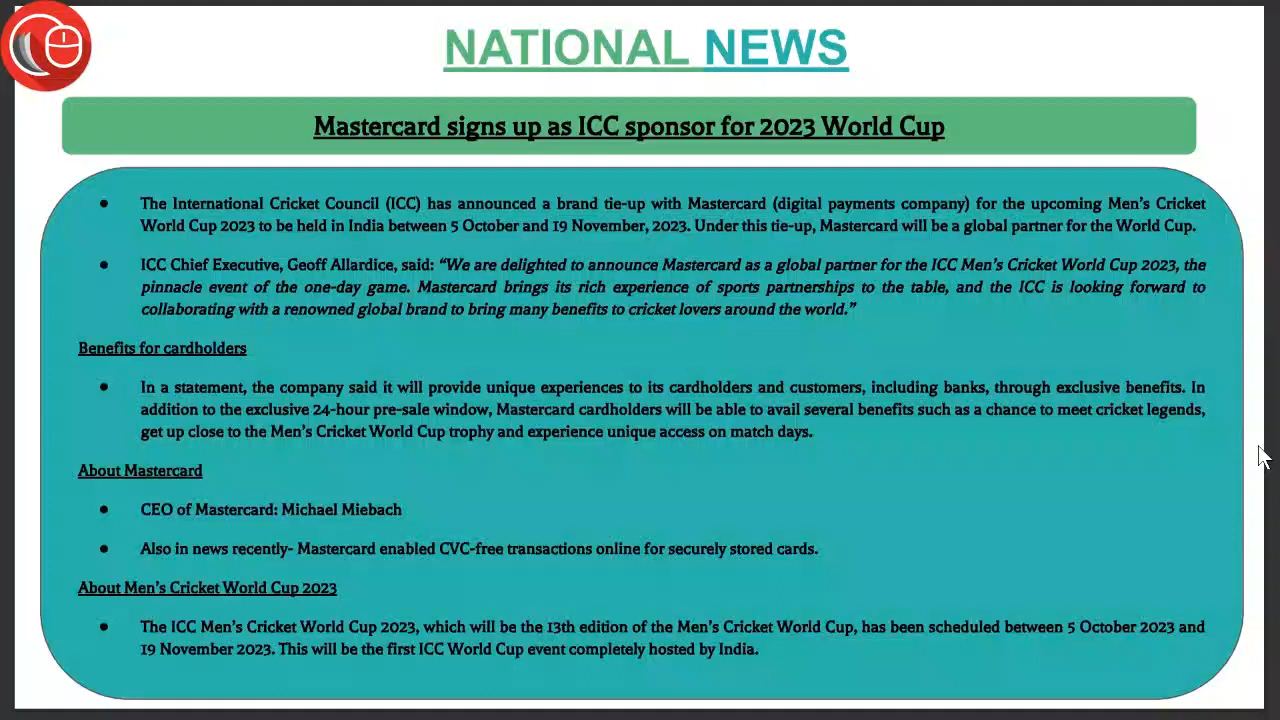 NATIONAL NEWS
Mastercard signs up as ICC sponsor for 2023 World Cup
● The International Cricket Council (ICC) has announced a brand tie-up with Mastercard (digital payments company) for the upcoming Men's Cricket
World Cup 2023 to be held in India between 5 October and 19 November, 2023. Under this tie-up, Mastercard will be a global partner for the World Cup.
● ICC Chief Executive, Geoff Allardice, said: “We are delighted to announce Mastercard as a global partner for the ICC Men's Cricket World Cup 2023, the
pinnacle event of the one-day game. Mastercard brings its rich experience of sports partnerships to the table, and the ICC is looking forward to
collaborating with a renowned global brand to bring many benefits to cricket lovers around the world.”
Benefits for cardholders
● In a statement, the company said it will provide unique experiences to its cardholders and customers, including banks, through exclusive benefits. In
addition to the exclusive 24-hour pre-sale window, Mastercard cardholders will be able to avail several benefits such as a chance to meet cricket legends,
get up close to the Men's Cricket World Cup trophy and experience unique access on match days.
About Mastercard
● CEO of Mastercard: Michael Miebach
● Also in news recently- Mastercard enabled CVC-free transactions online for securely stored cards.
About Men's Cricket World Cup 2023
● The ICC Men's Cricket World Cup 2023, which will be the 13th edition of the Men's Cricket World Cup, has been scheduled between 5 October 2023 and
19 November 2023. This will be the first ICC World Cup event completely hosted by India.